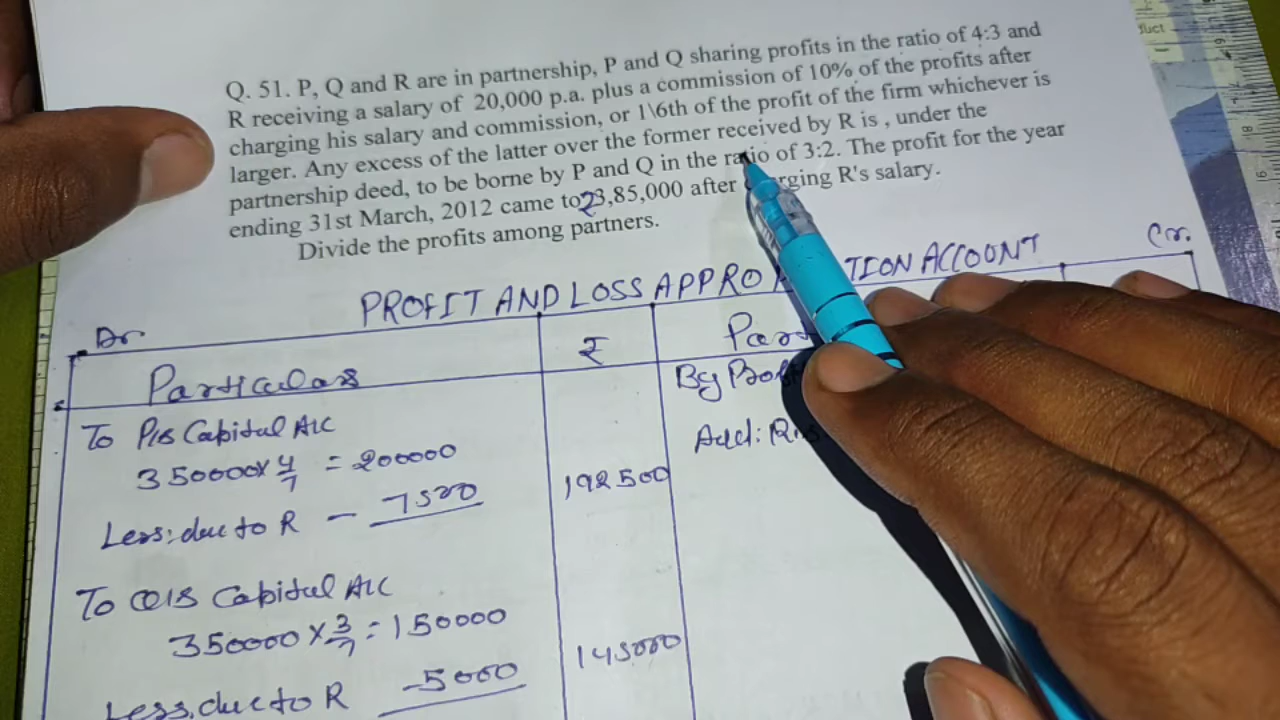 Q. 51. P, Q and R are in partnership, P and Q sharing profits in the ratio of 4:3 and
R receiving a salary of 20,000 p.a. plus a commission of 10% of the profits after
charging his salary and commission, or 1\6th of the profit of the firm whichever is
larger. Any excess of the latter over the former received by R is , under the
partnership deed, to be borne by P and Q in the ratio of 3:2. The profit for the year
ending 31st March, 2012 came to 3,85,000 after R's salary.
Divide the profits among partners.
PROFIT AND LOSS APPRO TION ACCOUNT
Dr Cr.
Particulars ₹
To P's Capital A/C
350000 × 4/7 = 200000
Less: due to R - 7500 192500
To Q's Capital A/C
350000 × 3/7 = 150000
Less: due to R -5000 145000
By
Add: R's
duct